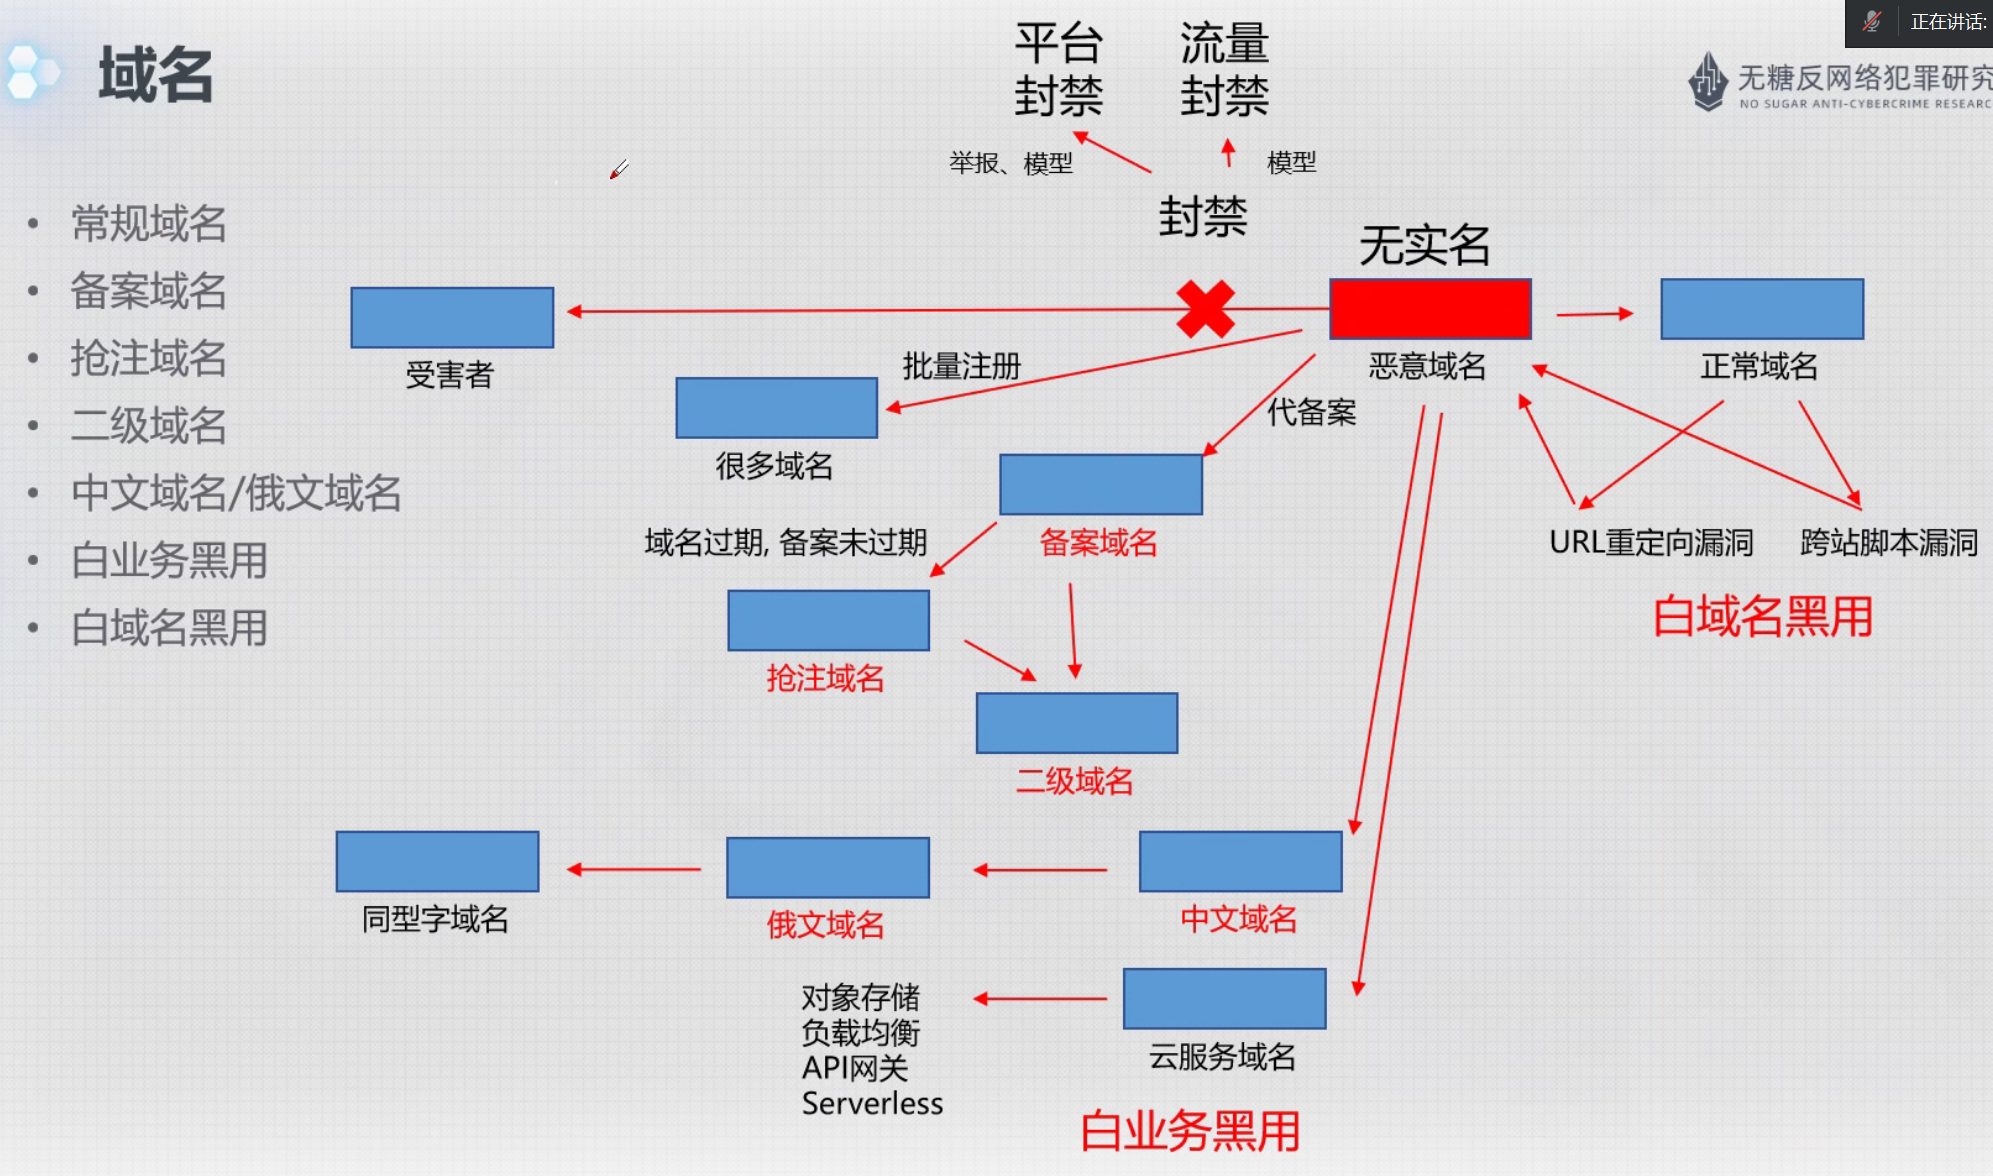 正在讲话:
域名
无糖反网络犯罪研究
NO SUGAR ANTI-CYBERCRIME RESEARC
常规域名
备案域名
抢注域名
二级域名
中文域名/俄文域名
白业务黑用
白域名黑用
平台
封禁
流量
封禁
举报、模型
模型
封禁
无实名
受害者
恶意域名
正常域名
批量注册
很多域名
代备案
域名过期, 备案未过期
备案域名
URL重定向漏洞
跨站脚本漏洞
白域名黑用
抢注域名
二级域名
同型字域名
俄文域名
中文域名
对象存储
负载均衡
API网关
Serverless
云服务域名
白业务黑用